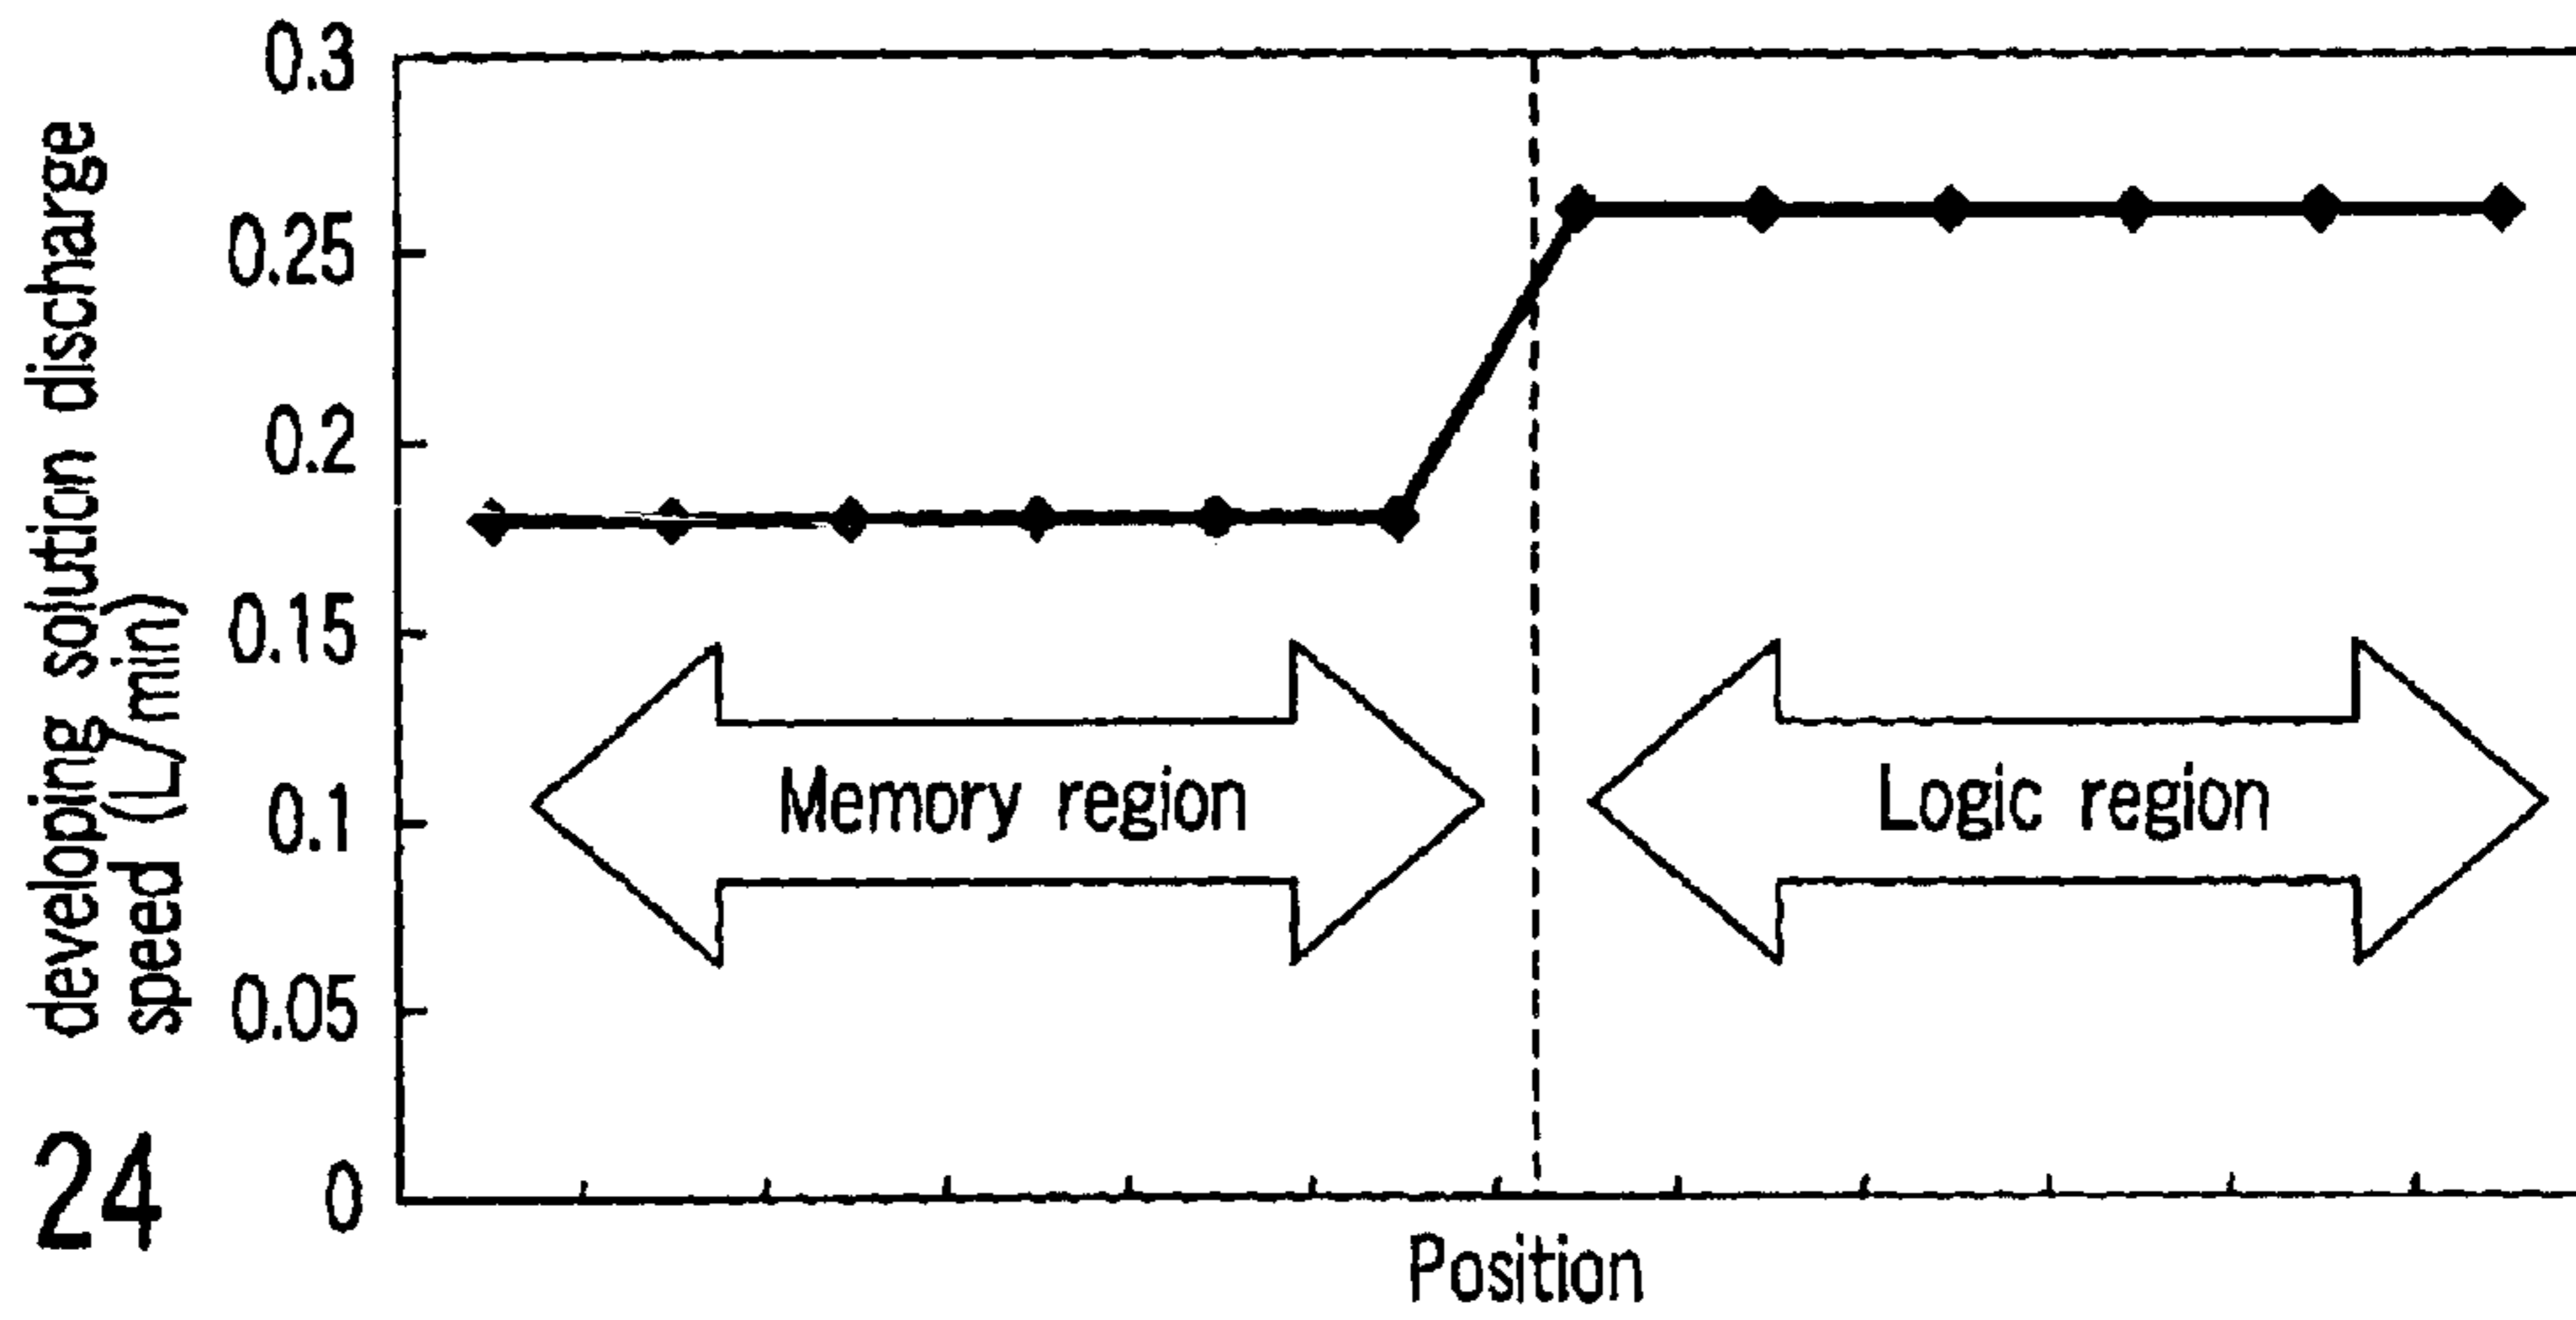 developing solution discharge
speed (L/min)
0.3
0.25
0.2
0.15
0.1
0.05
0
Memory region
Logic region
Position
24